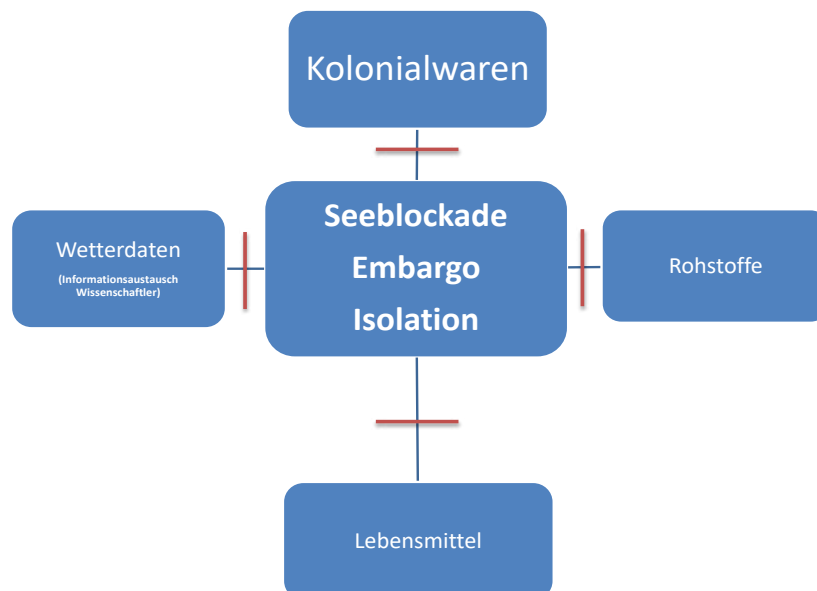 Kolonialwaren
Seeblockade
Embargo
Isolation
Wetterdaten
(Informationsaustausch
Wissenschaftler)
Rohstoffe
Lebensmittel